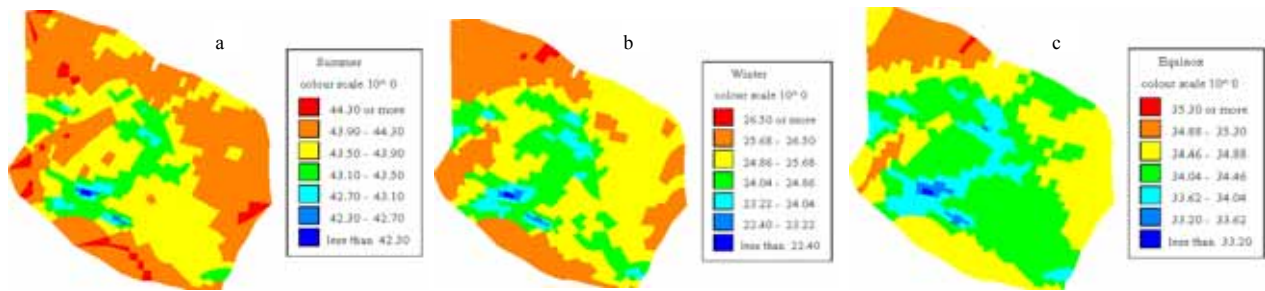 a
Summer
colour scale 10^ 0
44.30 or more
43.90 - 44.30
43.50 - 43.90
43.10 - 43.50
42.70 - 43.10
42.30 - 42.70
less than 42.30
b
Winter
colour scale 10^ 0
26.50 or more
25.68 - 26.50
24.86 - 25.68
24.04 - 24.86
23.22 - 24.04
22.40 - 23.22
less than 22.40
c
Equinox
colour scale 10^ 0
35.30 or more
34.88 - 35.30
34.46 - 34.88
34.04 - 34.46
33.62 - 34.04
33.20 - 33.62
less than 33.20